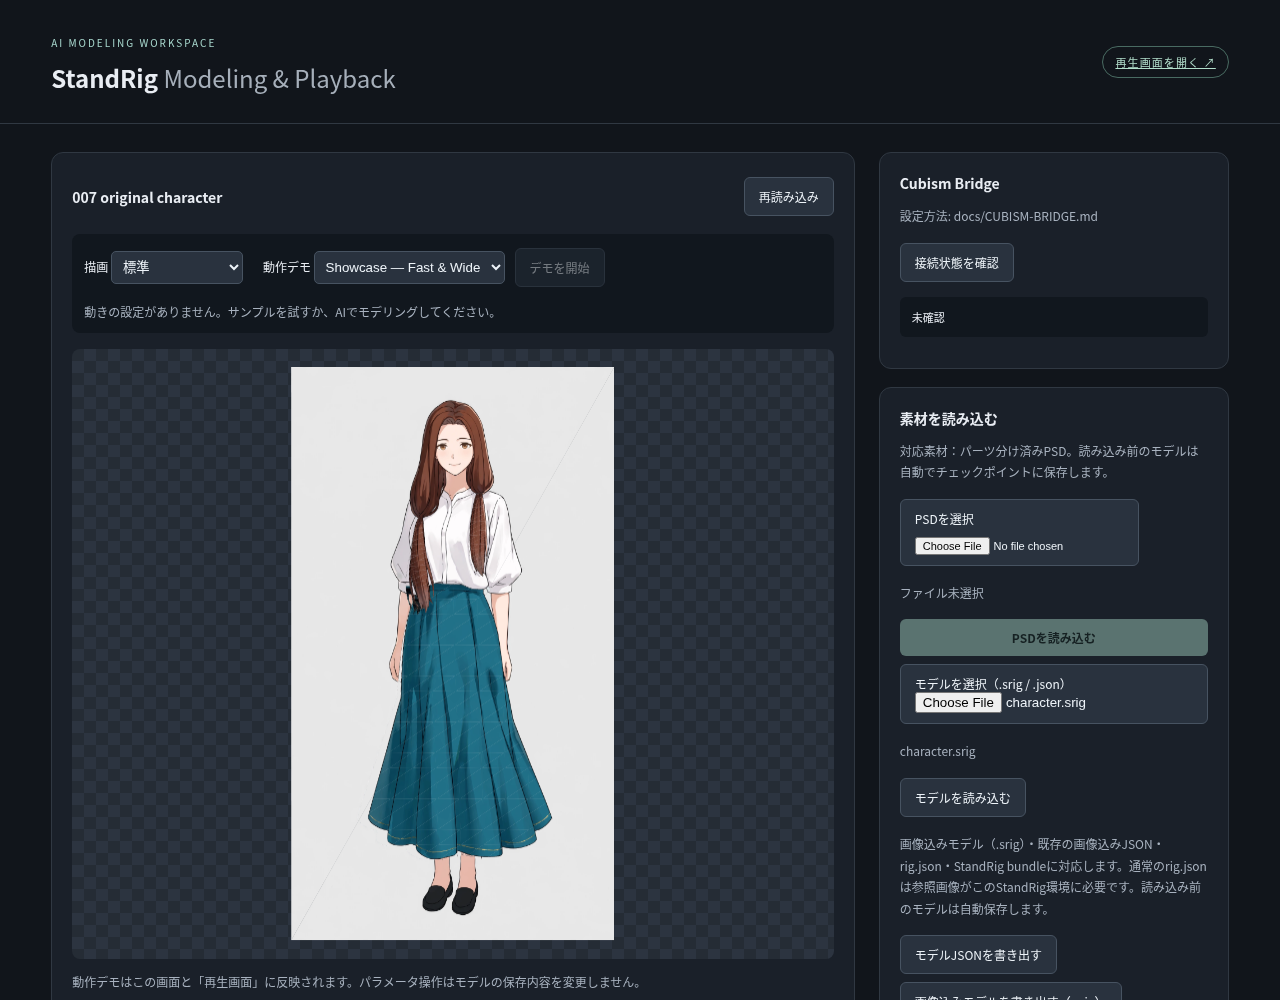 AI MODELING WORKSPACE
StandRig Modeling & Playback
再生画面を開く ↗
007 original character
再読み込み
描画 標準 動作デモ Showcase — Fast & Wide デモを開始
動きの設定がありません。サンプルを試すか、AIでモデリングしてください。
動作デモはこの画面と「再生画面」に反映されます。パラメータ操作はモデルの保存内容を変更しません。
Cubism Bridge
設定方法: docs/CUBISM-BRIDGE.md
接続状態を確認
未確認
素材を読み込む
対応素材：パーツ分け済みPSD。読み込み前のモデルは
自動でチェックポイントに保存します。
PSDを選択
Choose File No file chosen
ファイル未選択
PSDを読み込む
モデルを選択（.srig / .json）
Choose File character.srig
character.srig
モデルを読み込む
画像込みモデル（.srig）・既存の画像込みJSON・
rig.json・StandRig bundleに対応します。通常のrig.json
は参照画像がこのStandRig環境に必要です。読み込み前
のモデルは自動保存します。
モデルJSONを書き出す